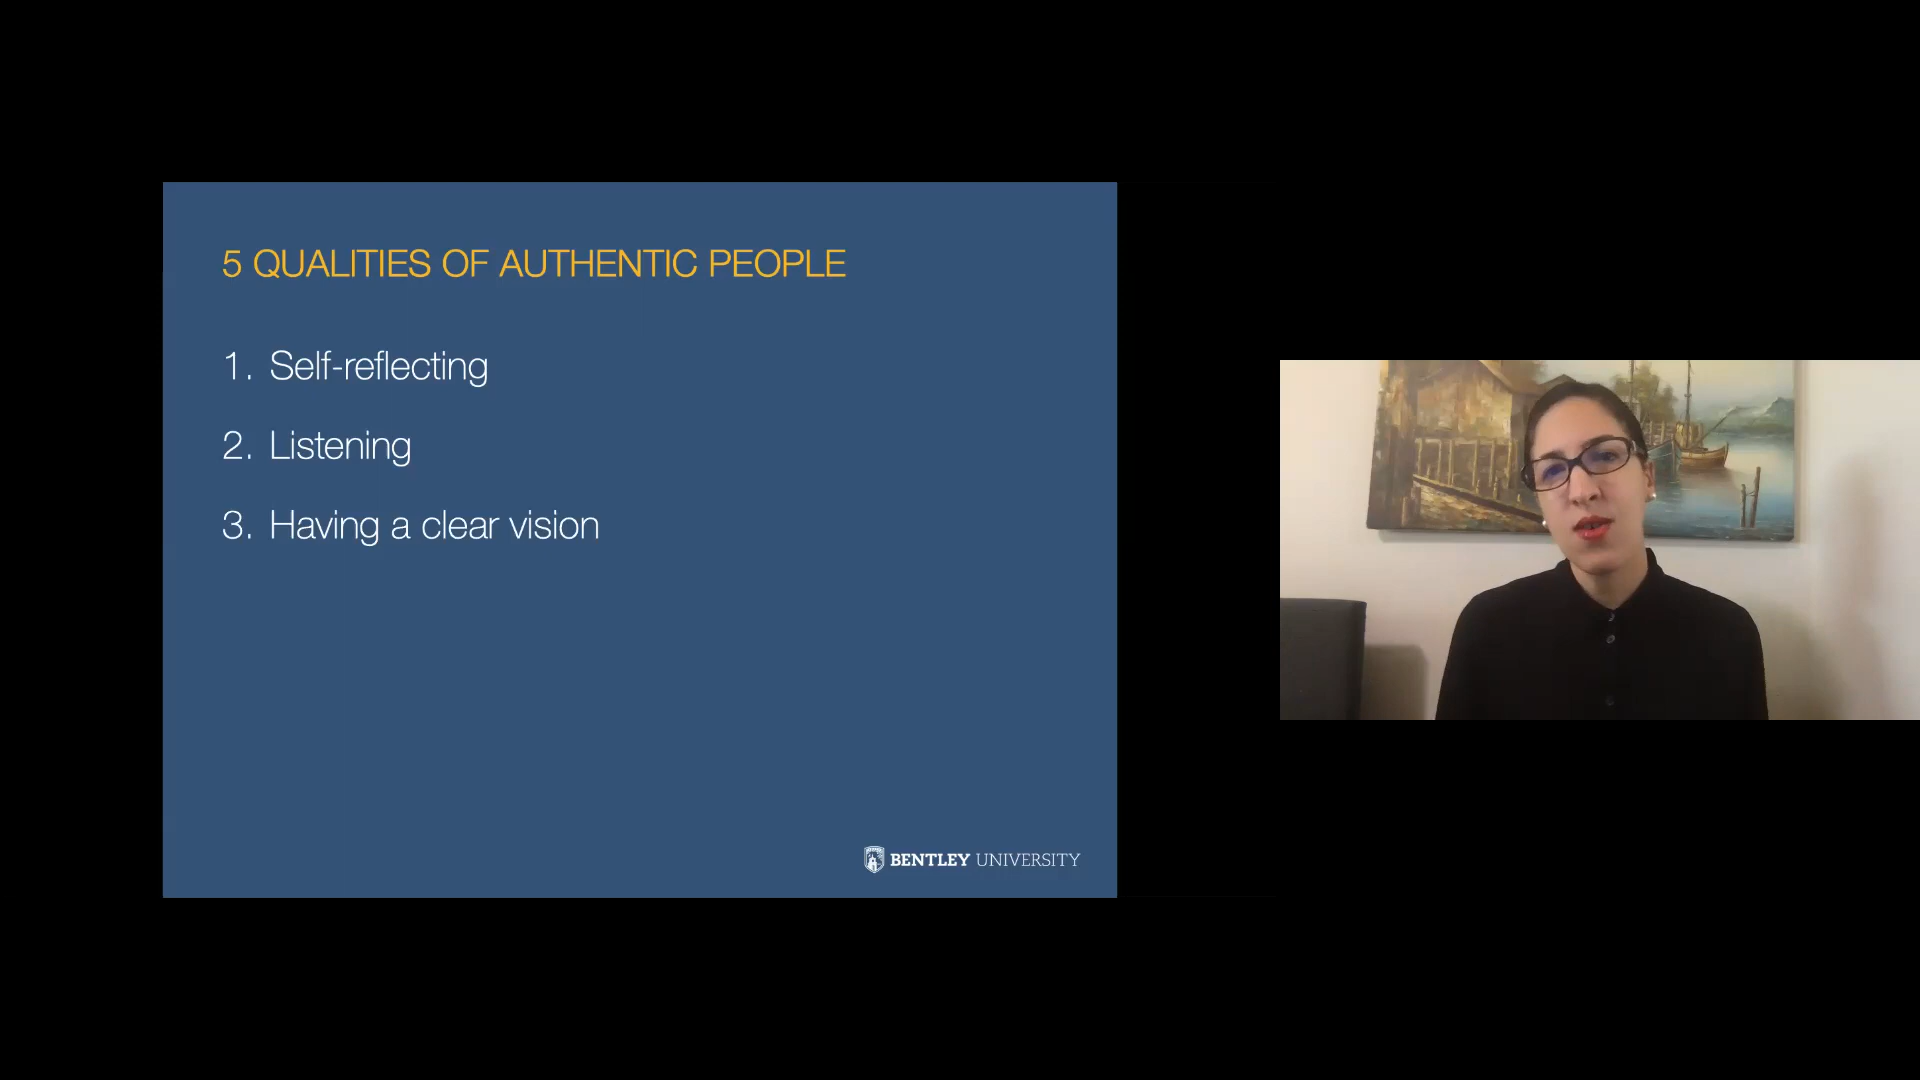 5 QUALITIES OF AUTHENTIC PEOPLE
1. Self-reflecting
2. Listening
3. Having a clear vision
BENTLEY UNIVERSITY